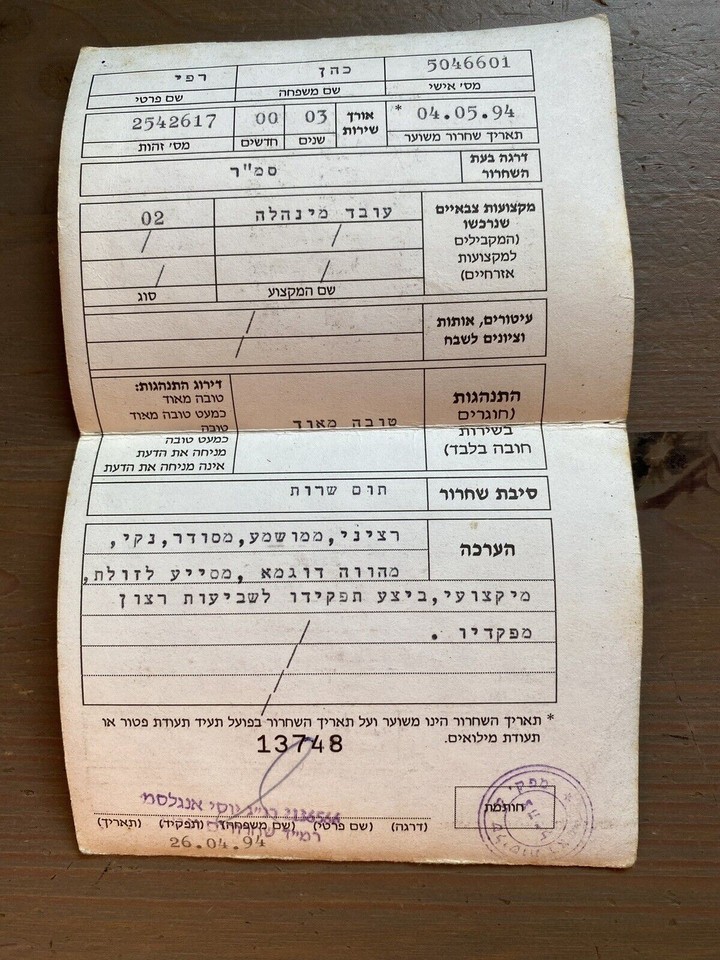 5046601 כהן רפי
מס׳ אישי שם משפחה שם פרטי
* 04.05.94 אורך שירות 03 00 2542617
תאריך שחרור משוער שנים חדשים מס׳ זהות
דרגה בעת השחרור סמ"ר
מקצועות צבאיים שנרכשו (המקבילים למקצועות אזרחיים)
עובד מינהלה 02
שם המקצוע סוג
עיטורים, אותות וציונים לשבח
התנהגות (חוגרים בשירות חובה בלבד)
טובה מאוד
דירוג התנהגות:
טובה מאוד
כמעט טובה מאוד
טובה
כמעט טובה
מניחה את הדעת
אינה מניחה את הדעת
סיבת שחרור תום שרות
הערכה
רציני,ממושמע,מסודר,נקי,
מהווה דוגמא ,מסייע לזולת,
מיקצועי,ביצע תפקידו לשביעות רצון
מפקדיו .
* תאריך השחרור הינו משוער ועל תאריך השחרור בפועל תעיד תעודת פטור או
תעודת מילואים.
13748
יוסי אנגלסמ
חותמת
(דרגה) (שם פרטי) (שם משפחה) (תפקיד) (תאריך)
26.04.94